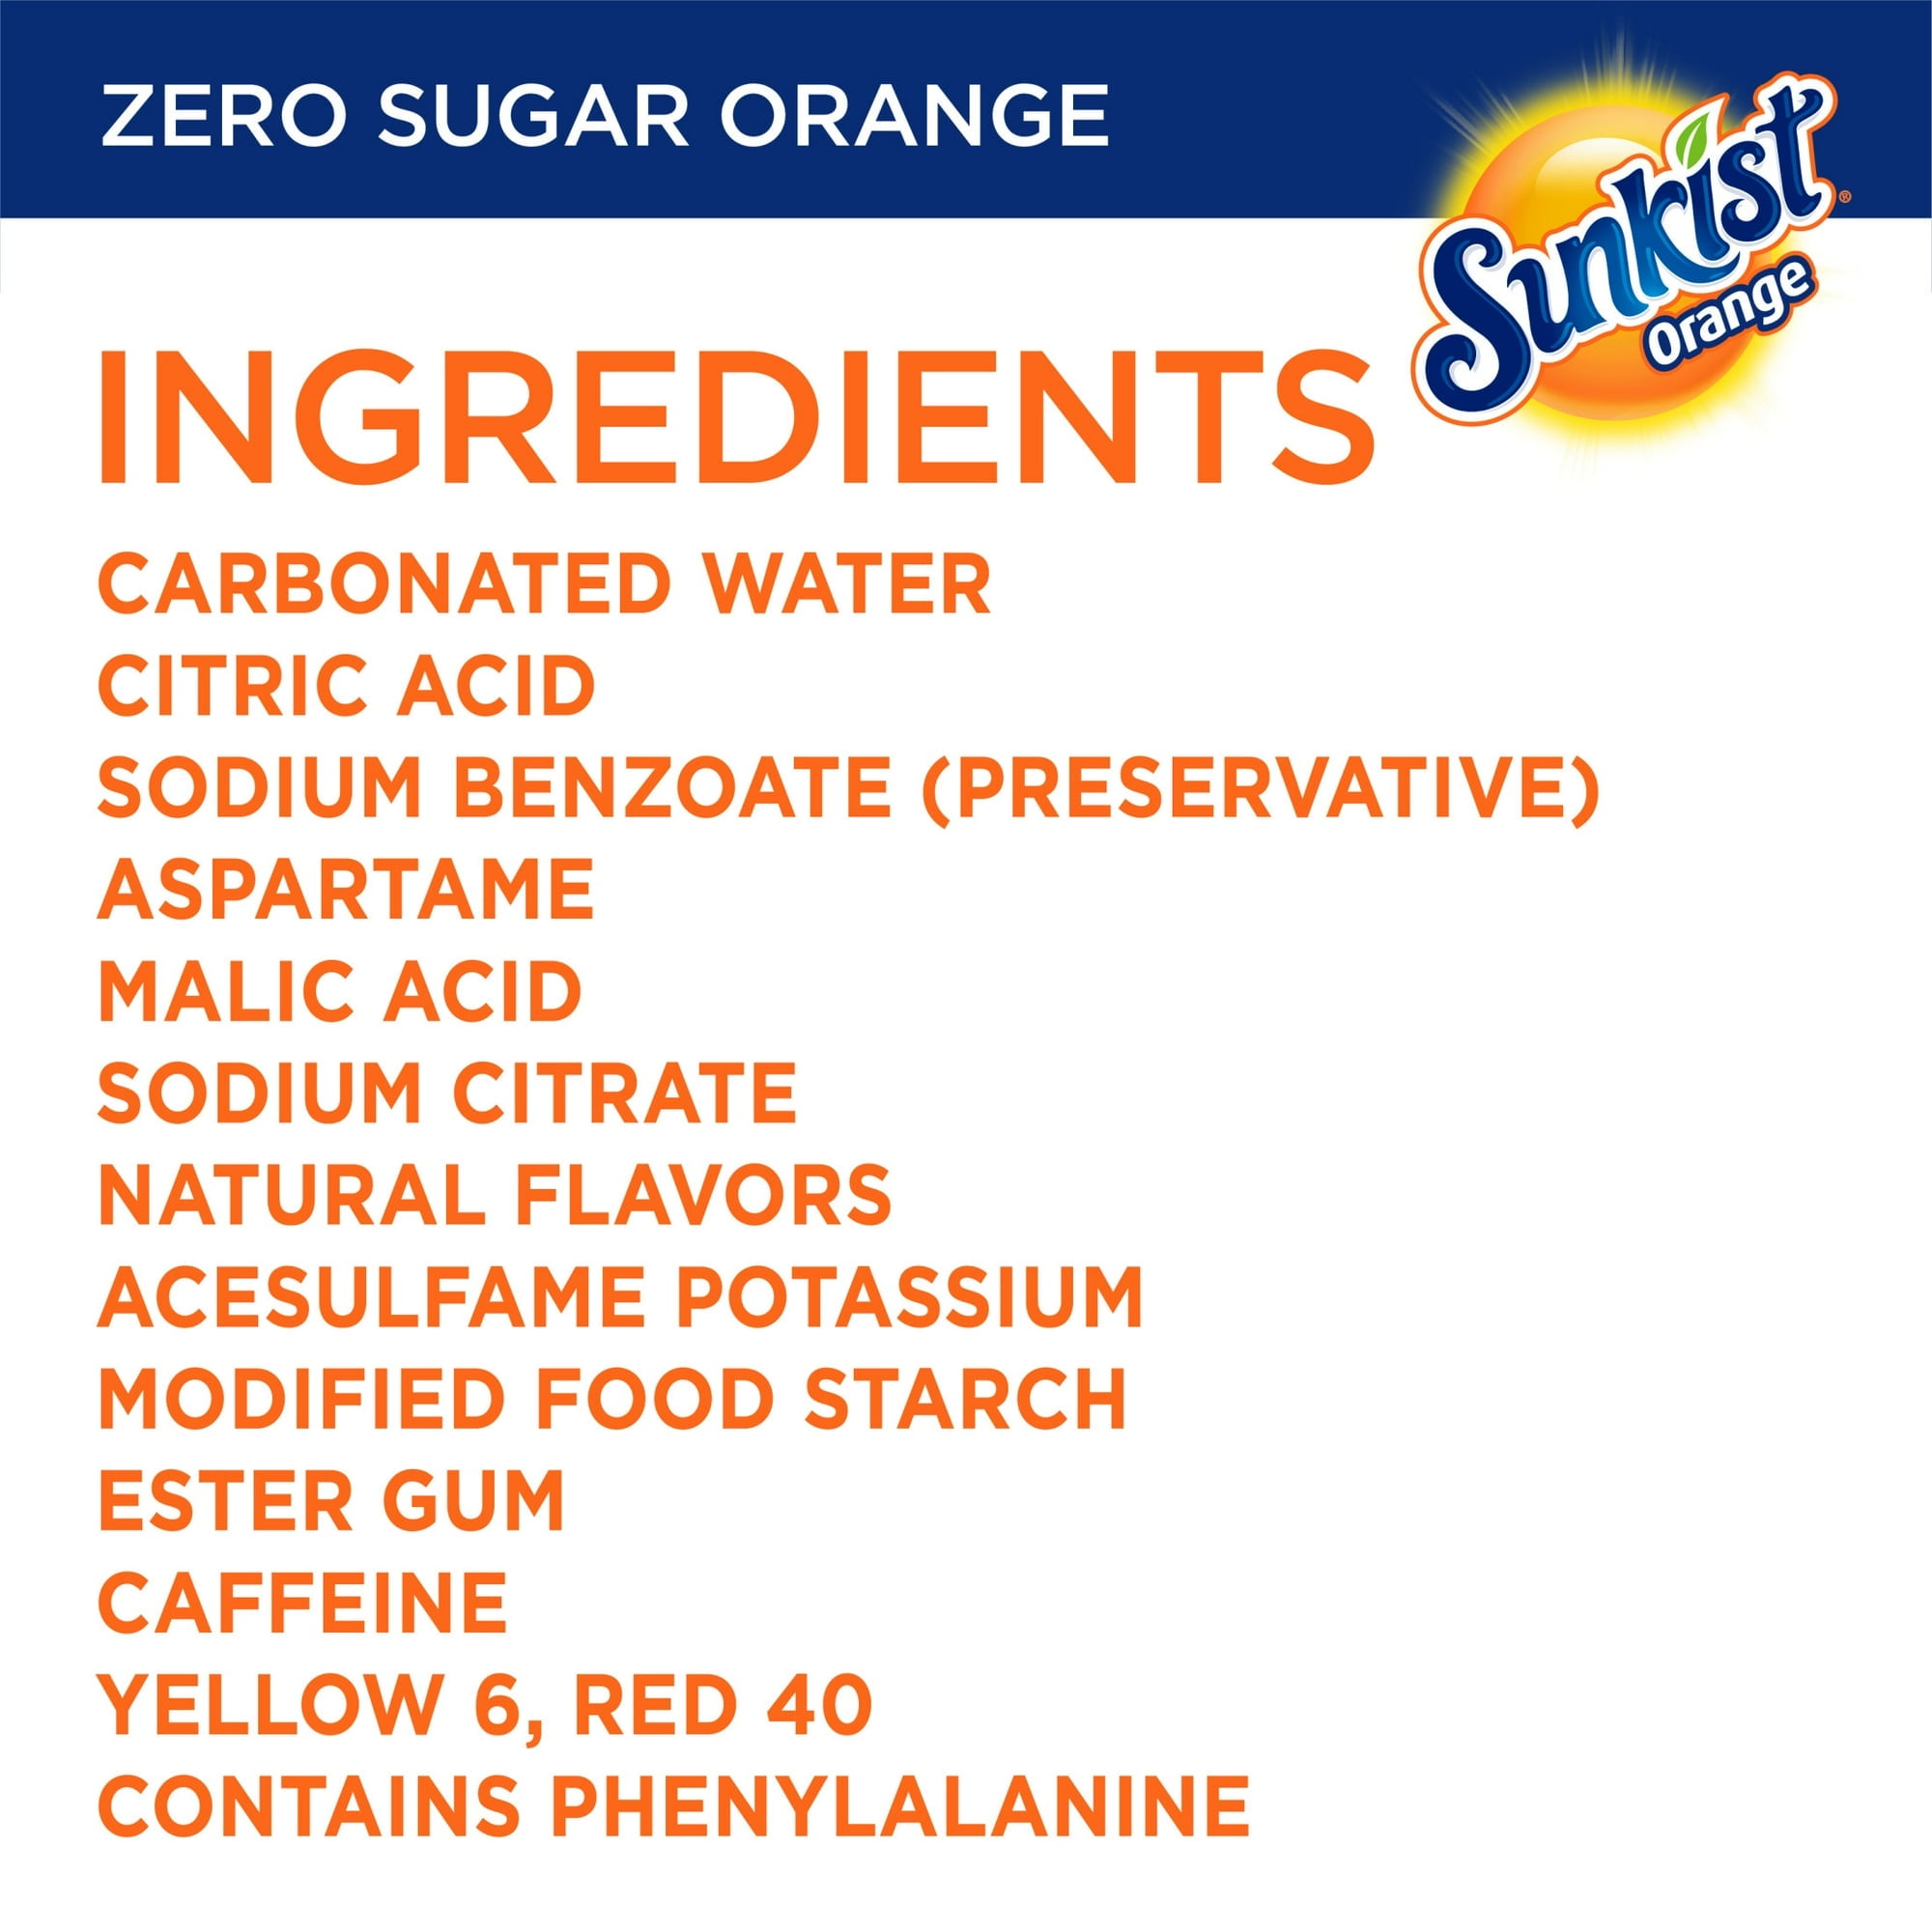 ZERO SUGAR ORANGE
Sunkist®
Orange
INGREDIENTS
CARBONATED WATER
CITRIC ACID
SODIUM BENZOATE (PRESERVATIVE)
ASPARTAME
MALIC ACID
SODIUM CITRATE
NATURAL FLAVORS
ACESULFAME POTASSIUM
MODIFIED FOOD STARCH
ESTER GUM
CAFFEINE
YELLOW 6, RED 40
CONTAINS PHENYLALANINE